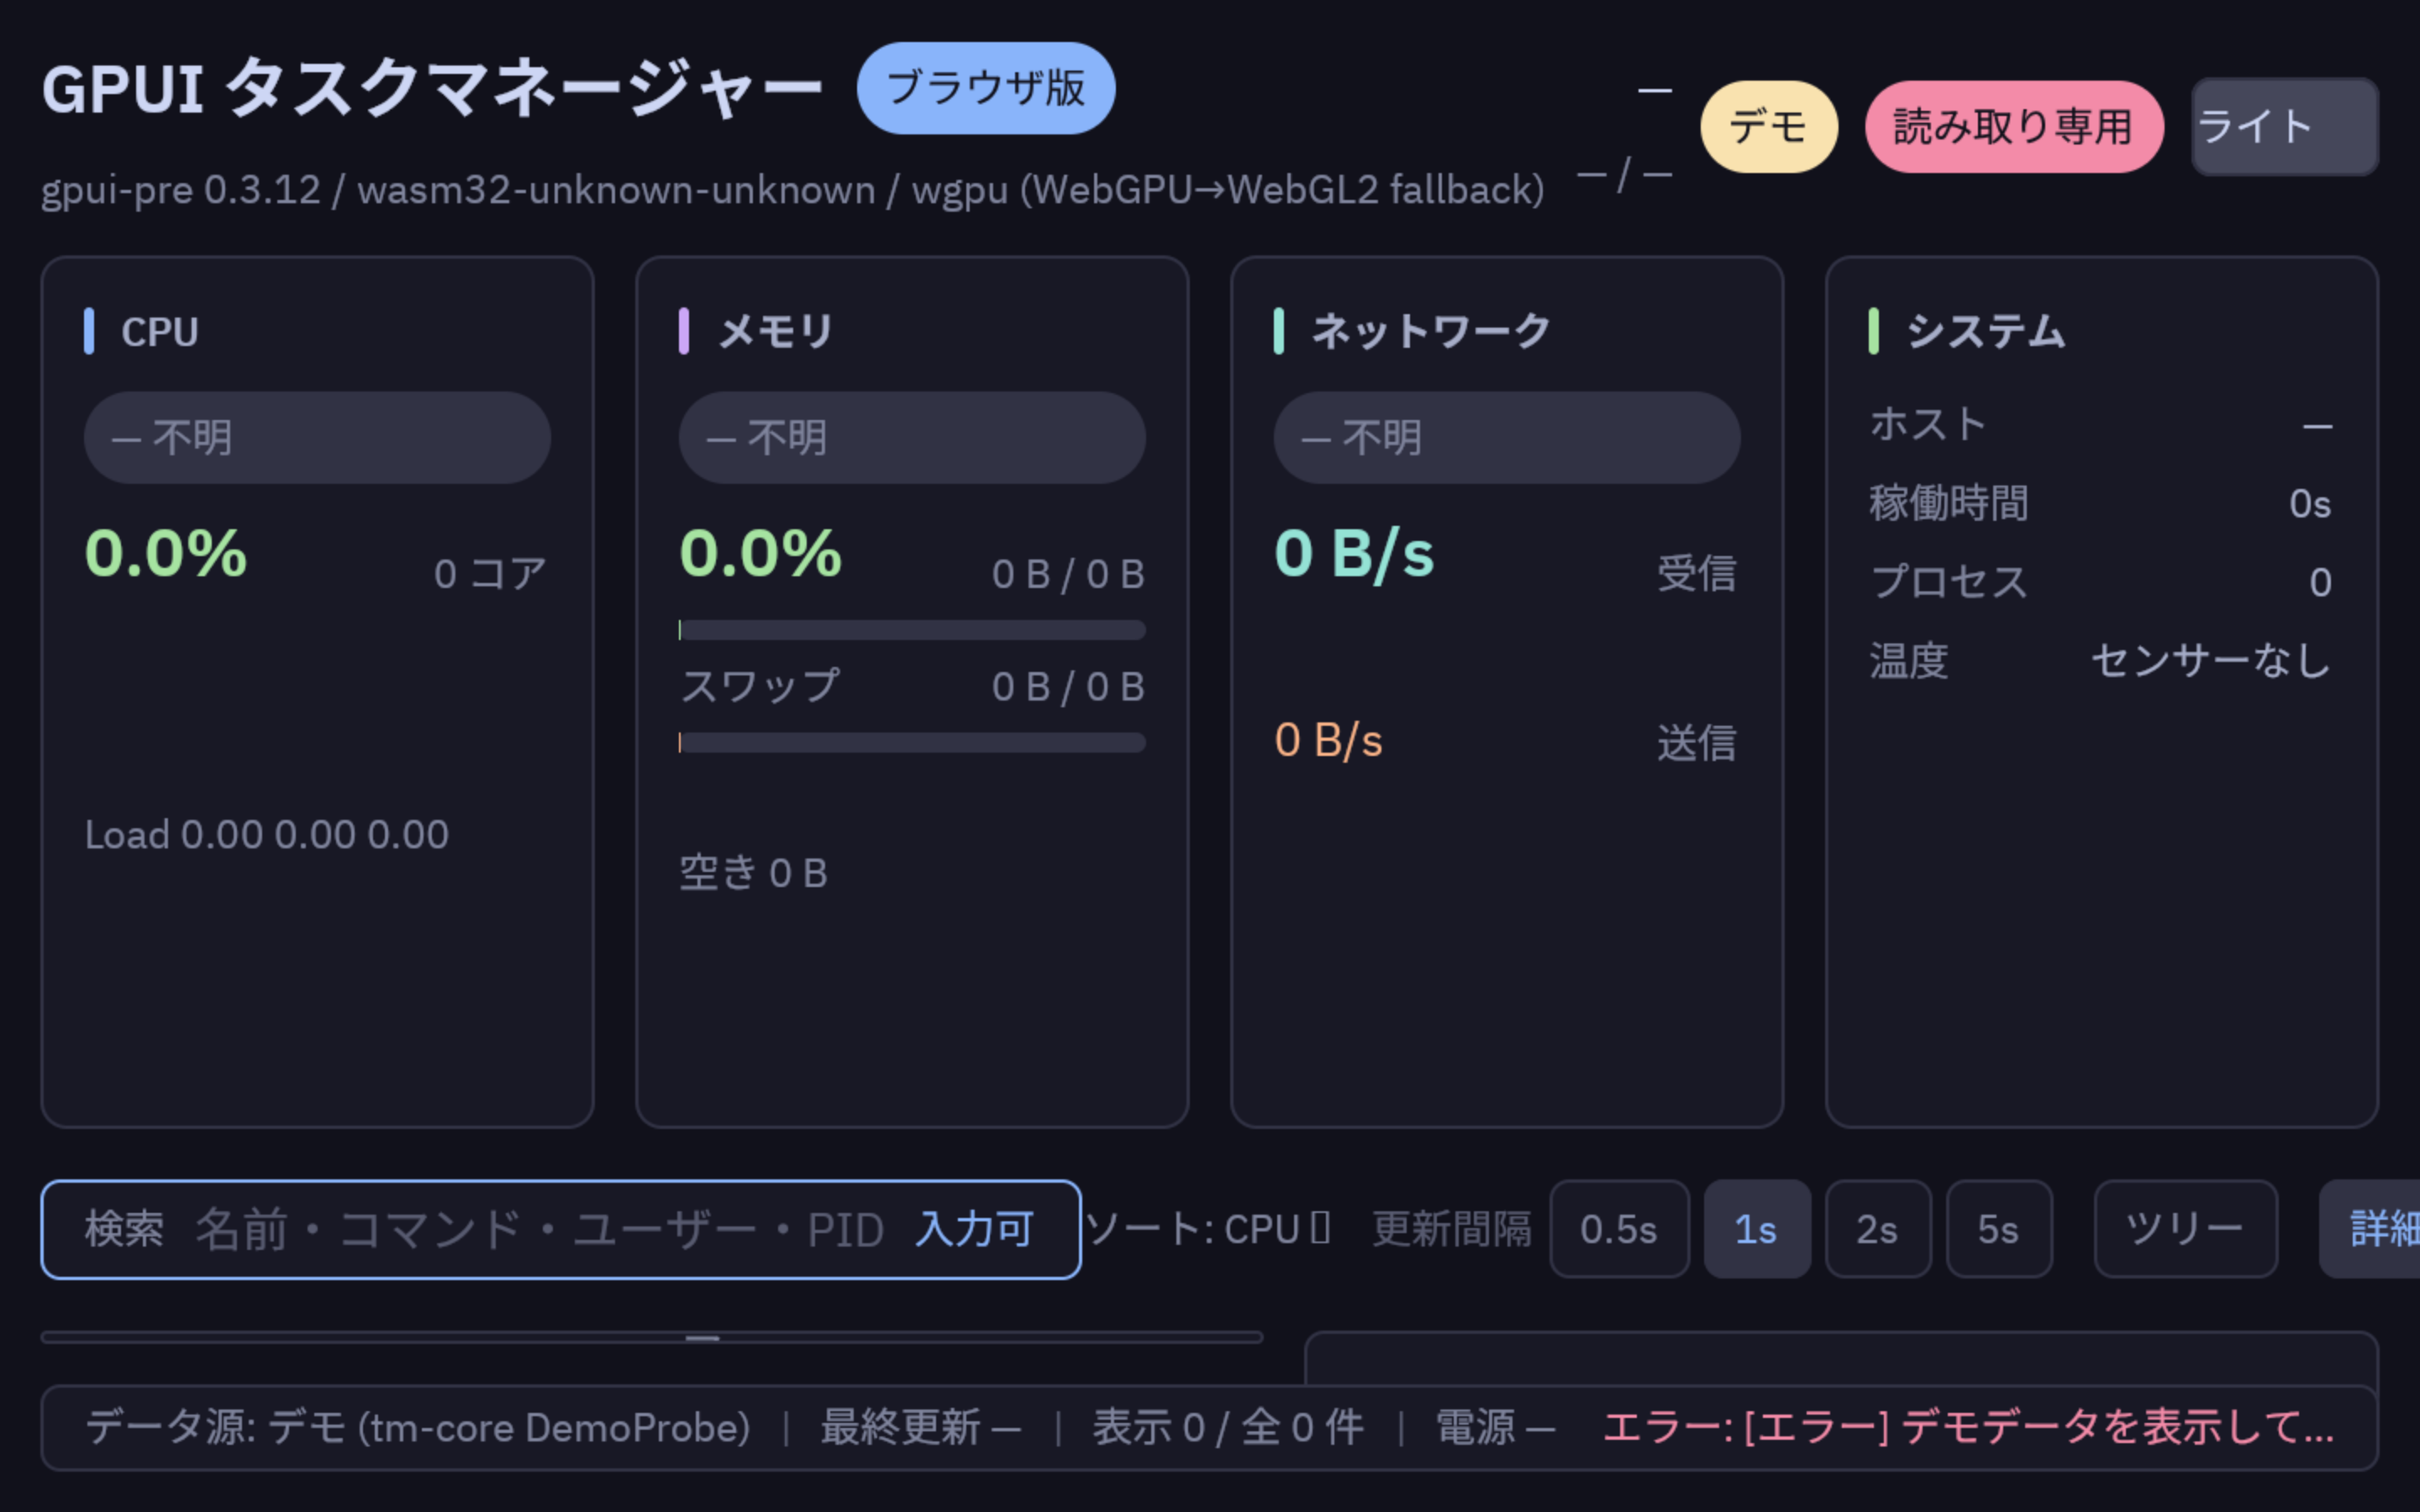 GPUI タスクマネージャー
ブラウザ版
gpui-pre 0.3.12 / wasm32-unknown-unknown / wgpu (WebGPU→WebGL2 fallback)
—
— / —
デモ
読み取り専用
ライト
CPU
— 不明
0.0%
0 コア
Load 0.00 0.00 0.00
メモリ
— 不明
0.0%
0 B / 0 B
スワップ
0 B / 0 B
空き 0 B
ネットワーク
— 不明
0 B/s
受信
0 B/s
送信
システム
ホスト
—
稼働時間
0s
プロセス
0
温度
センサーなし
検索
名前・コマンド・ユーザー・PID
入力可
ソート: CPU
更新間隔
0.5s
1s
2s
5s
ツリー
詳細
データ源: デモ (tm-core DemoProbe) | 最終更新 — | 表示 0 / 全 0 件 | 電源 —
エラー: [エラー] デモデータを表示して...